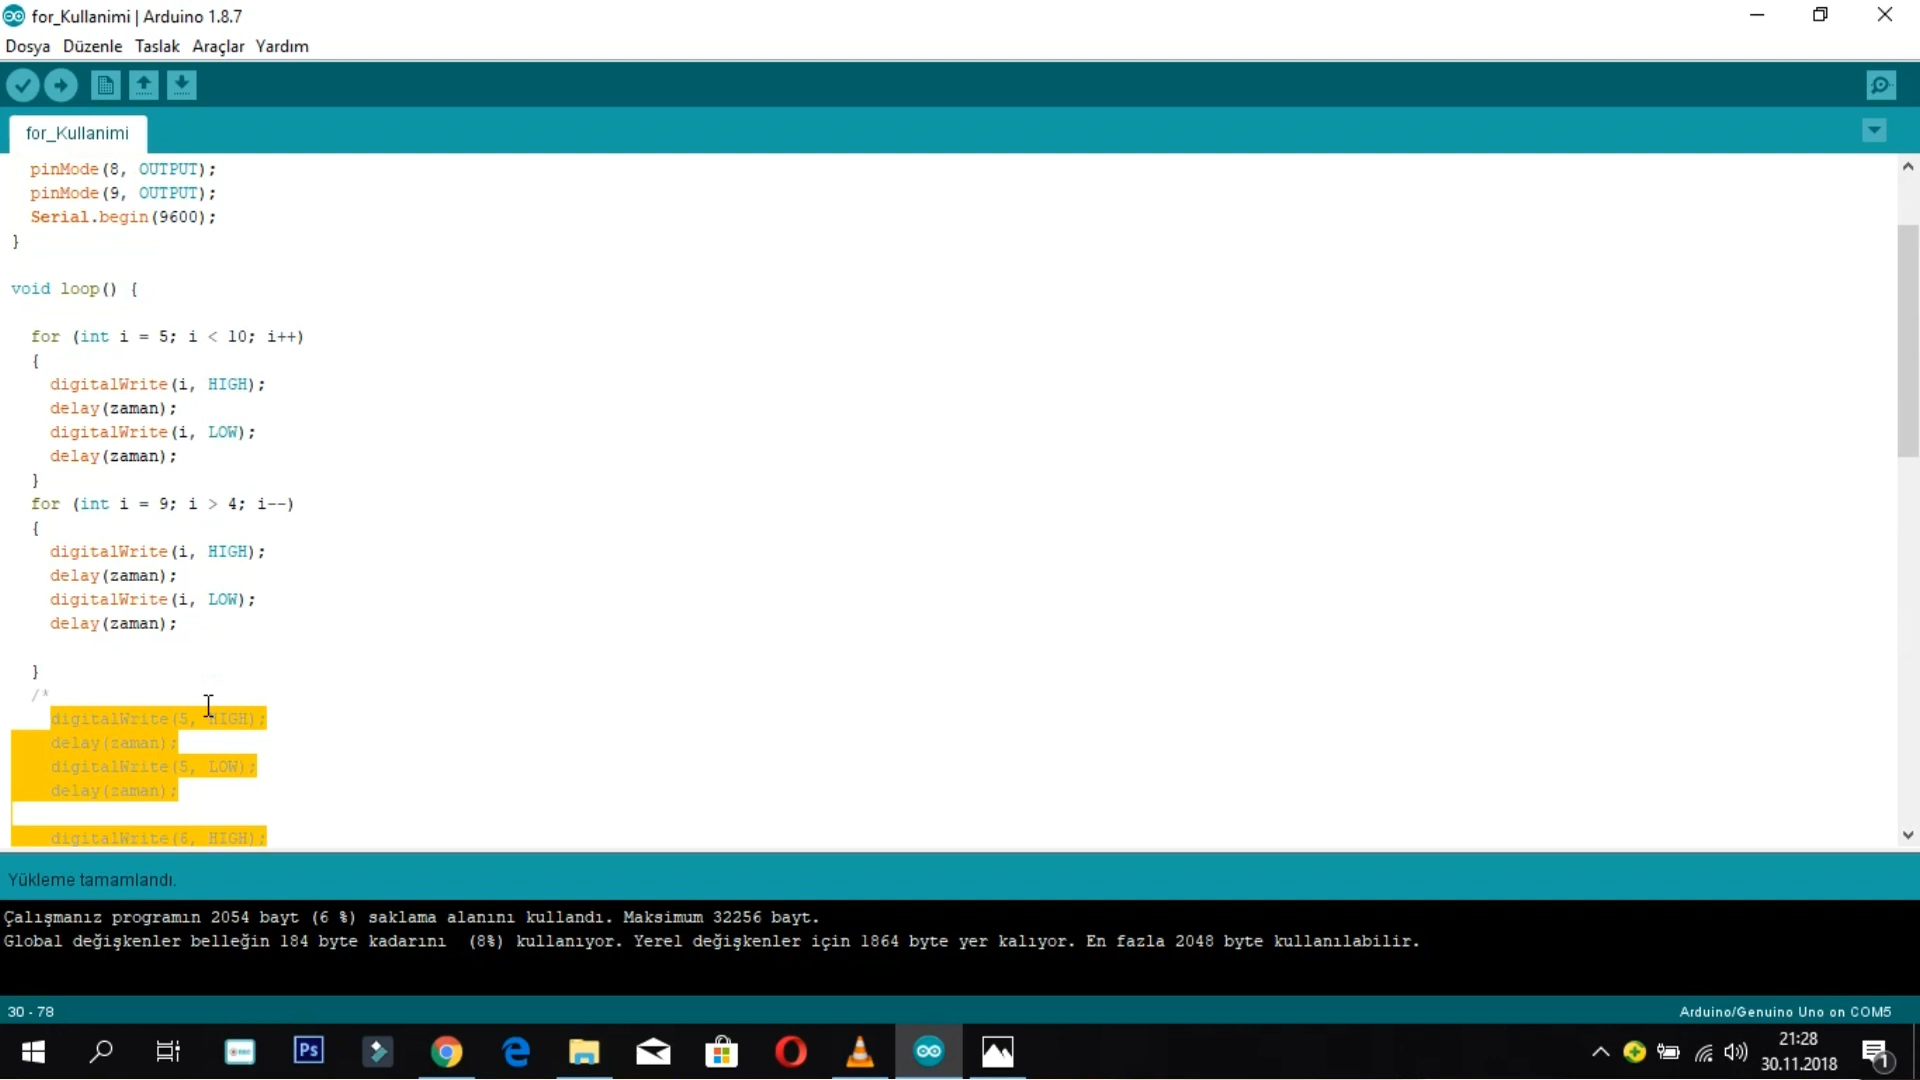 for_Kullanimi | Arduino 1.8.7
Dosya Düzenle Taslak Araçlar Yardım
for_Kullanimi
pinMode(8, OUTPUT);
pinMode(9, OUTPUT);
Serial.begin(9600);
}
void loop() {
for (int i = 5; i < 10; i++)
{
digitalWrite(i, HIGH);
delay(zaman);
digitalWrite(i, LOW);
delay(zaman);
}
for (int i = 9; i > 4; i--)
{
digitalWrite(i, HIGH);
delay(zaman);
digitalWrite(i, LOW);
delay(zaman);
}
/*
digitalWrite(5, HIGH);
delay(zaman);
digitalWrite(5, LOW);
delay(zaman);
digitalWrite(6, HIGH);
Yükleme tamamlandı.
Çalışmanız programın 2054 bayt (6 %) saklama alanını kullandı. Maksimum 32256 bayt.
Global değişkenler belleğin 184 byte kadarını (8%) kullanıyor. Yerel değişkenler için 1864 byte yer kalıyor. En fazla 2048 byte kullanılabilir.
30 - 78
Arduino/Genuino Uno on COM5
Ps
21:28
30.11.2018
1